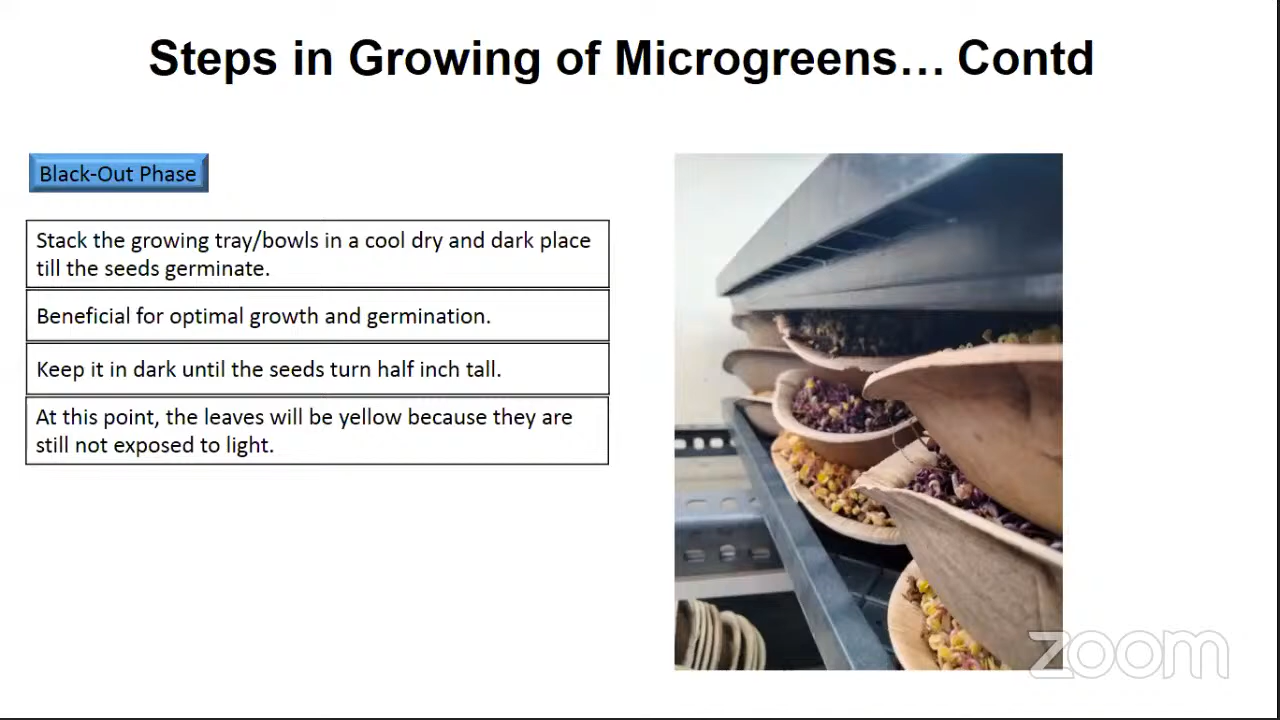 Steps in Growing of Microgreens… Contd
Black-Out Phase
Stack the growing tray/bowls in a cool dry and dark place
till the seeds germinate.
Beneficial for optimal growth and germination.
Keep it in dark until the seeds turn half inch tall.
At this point, the leaves will be yellow because they are
still not exposed to light.
zoom